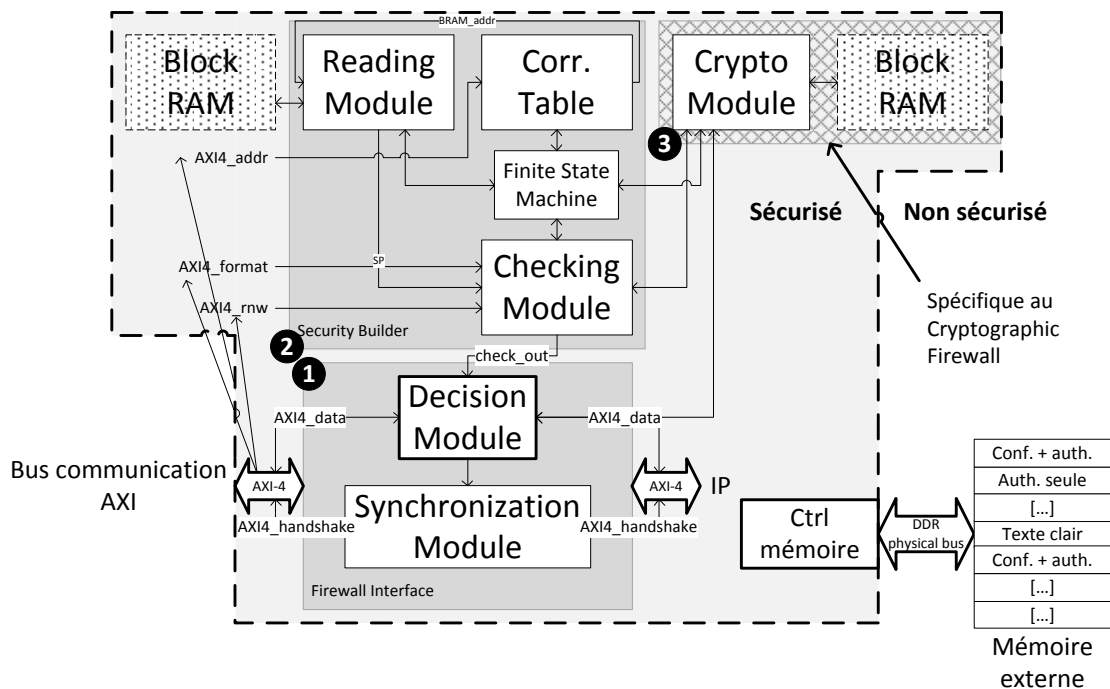 BRAM_addr
Block
RAM
Reading
Module
Corr.
Table
Crypto
Module
Block
RAM
3
AXI4_addr
Finite State
Machine
Sécurisé
Non sécurisé
AXI4_format
SP
Checking
Module
AXI4_rnw
Security Builder
Spécifique au
Cryptographic
Firewall
2
1
check_out
Decision
Module
AXI4_data
AXI4_data
Bus communication
AXI
AXI-4
AXI-4
IP
AXI4_handshake
Synchronization
Module
AXI4_handshake
Firewall Interface
Ctrl
mémoire
DDR
physical bus
Conf. + auth.
Auth. seule
[...]
Texte clair
Conf. + auth.
[...]
[...]
Mémoire
externe